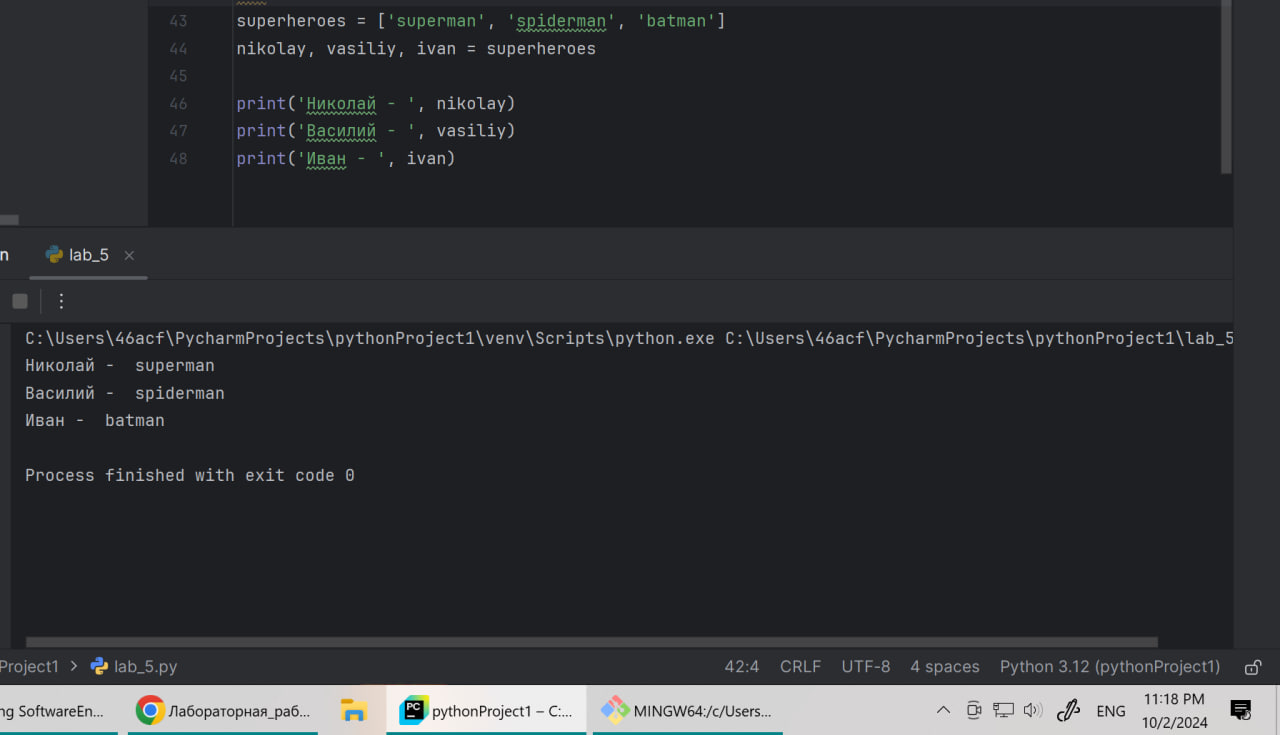 43 superheroes = ['superman', 'spiderman', 'batman']
44 nikolay, vasiliy, ivan = superheroes
45
46 print('Николай - ', nikolay)
47 print('Василий - ', vasiliy)
48 print('Иван - ', ivan)
n lab_5
C:\Users\46acf\PycharmProjects\pythonProject1\venv\Scripts\python.exe C:\Users\46acf\PycharmProjects\pythonProject1\lab_5
Николай -  superman
Василий -  spiderman
Иван -  batman
Process finished with exit code 0
Project1 > lab_5.py 42:4 CRLF UTF-8 4 spaces Python 3.12 (pythonProject1)
ng SoftwareEn... Лабораторная_раб... PC pythonProject1 – C:... MINGW64:/c/Users... ENG 11:18 PM
10/2/2024